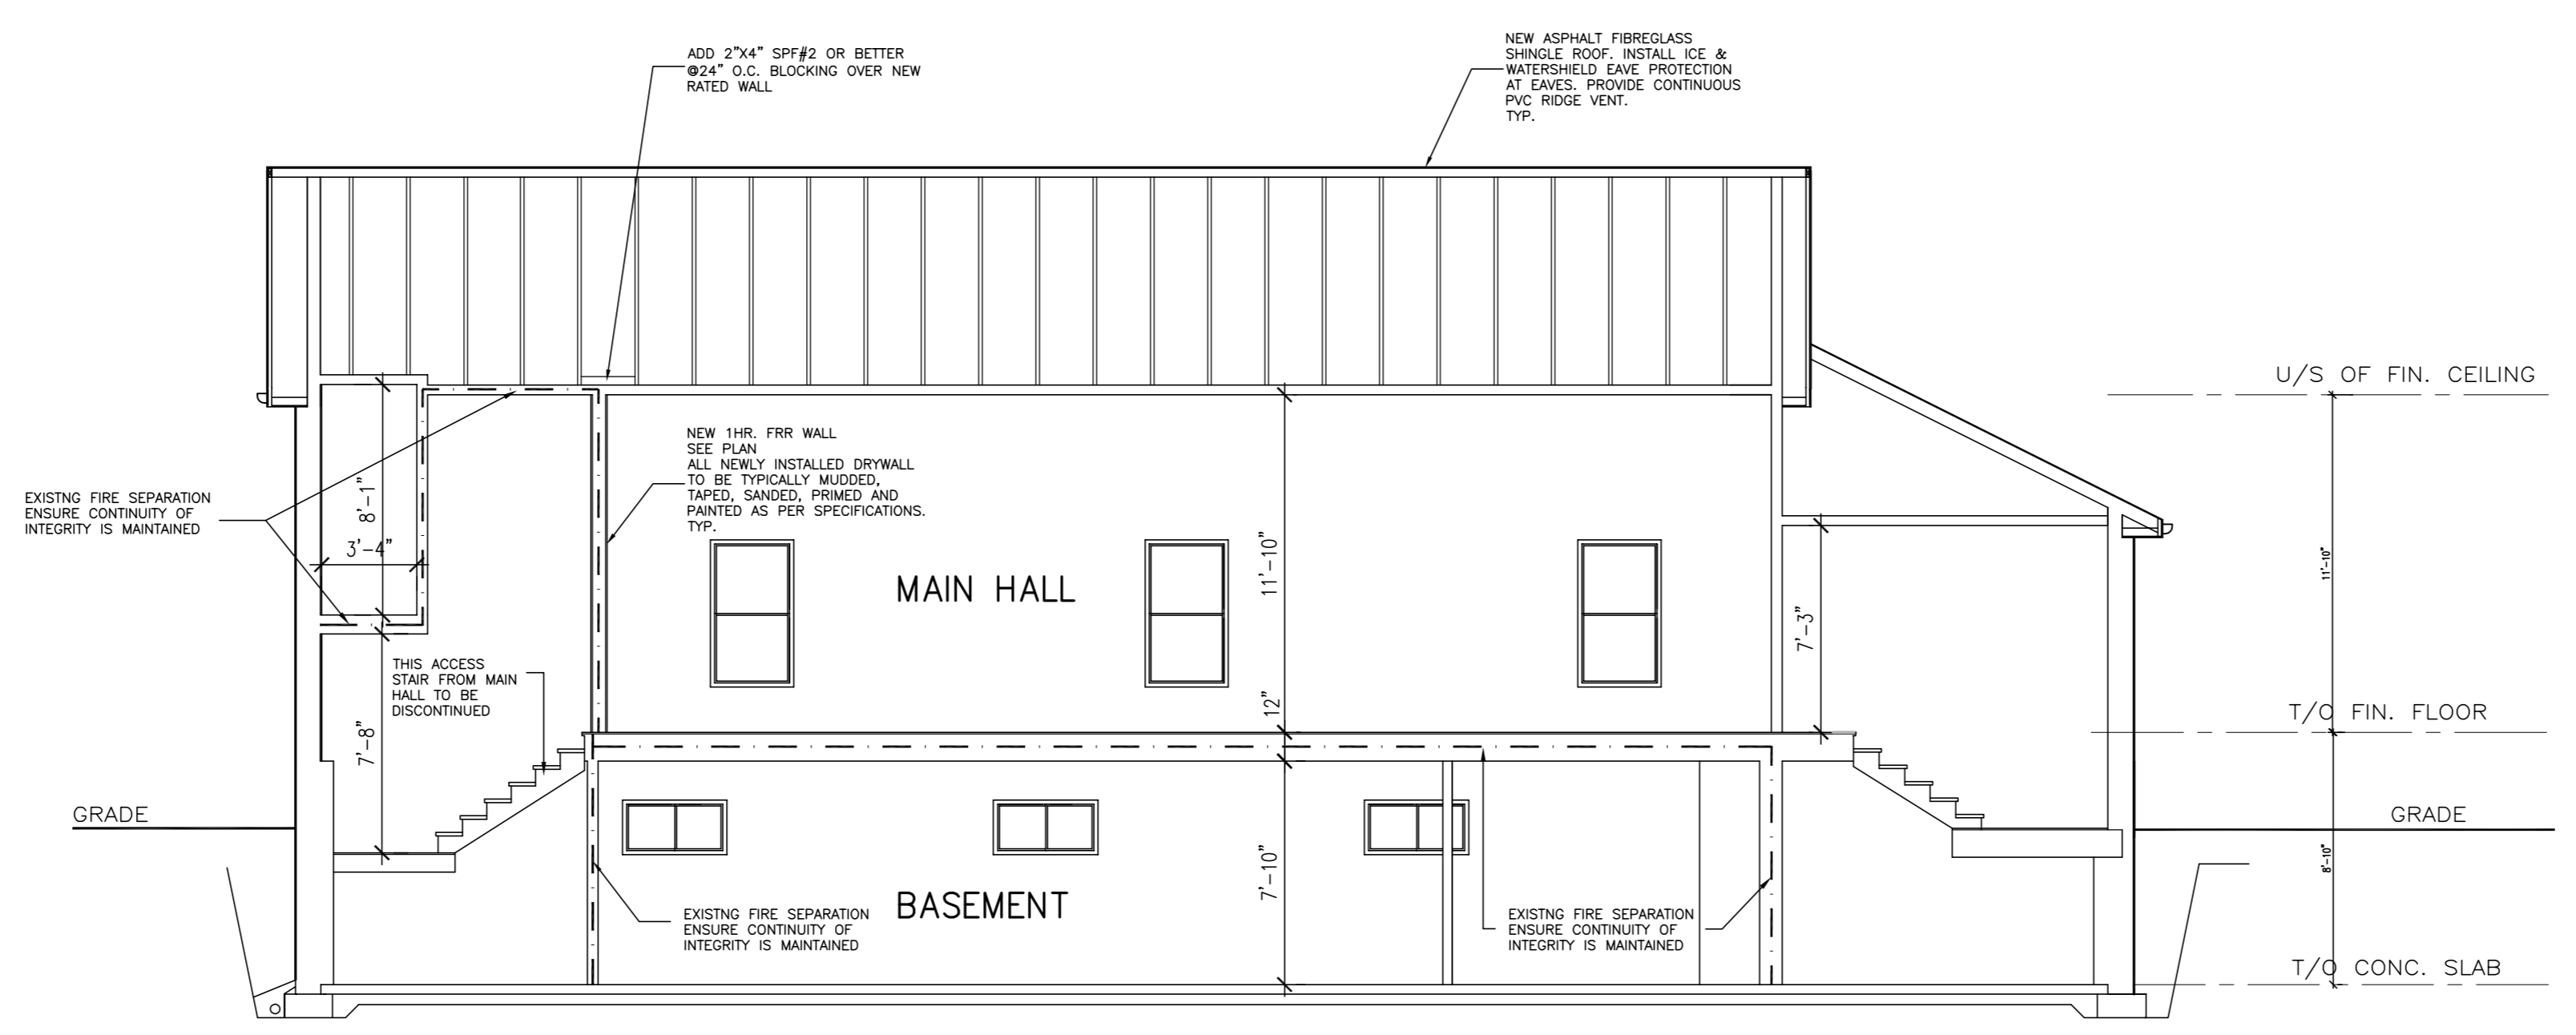 ADD 2"X4" SPF#2 OR BETTER
@24" O.C. BLOCKING OVER NEW
RATED WALL
NEW ASPHALT FIBREGLASS
SHINGLE ROOF. INSTALL ICE &
WATERSHIELD EAVE PROTECTION
AT EAVES. PROVIDE CONTINUOUS
PVC RIDGE VENT.
TYP.
U/S OF FIN. CEILING
NEW 1HR. FRR WALL
SEE PLAN
ALL NEWLY INSTALLED DRYWALL
TO BE TYPICALLY MUDDED,
TAPED, SANDED, PRIMED AND
PAINTED AS PER SPECIFICATIONS.
TYP.
EXISTNG FIRE SEPARATION
ENSURE CONTINUITY OF
INTEGRITY IS MAINTAINED
8'-1"
3'-4"
MAIN HALL
11'-10"
12"
7'-3"
11'-10"
THIS ACCESS
STAIR FROM MAIN
HALL TO BE
DISCONTINUED
7'-8"
T/O FIN. FLOOR
GRADE
GRADE
8'-10"
7'-10"
BASEMENT
EXISTNG FIRE SEPARATION
ENSURE CONTINUITY OF
INTEGRITY IS MAINTAINED
EXISTNG FIRE SEPARATION
ENSURE CONTINUITY OF
INTEGRITY IS MAINTAINED
T/O CONC. SLAB